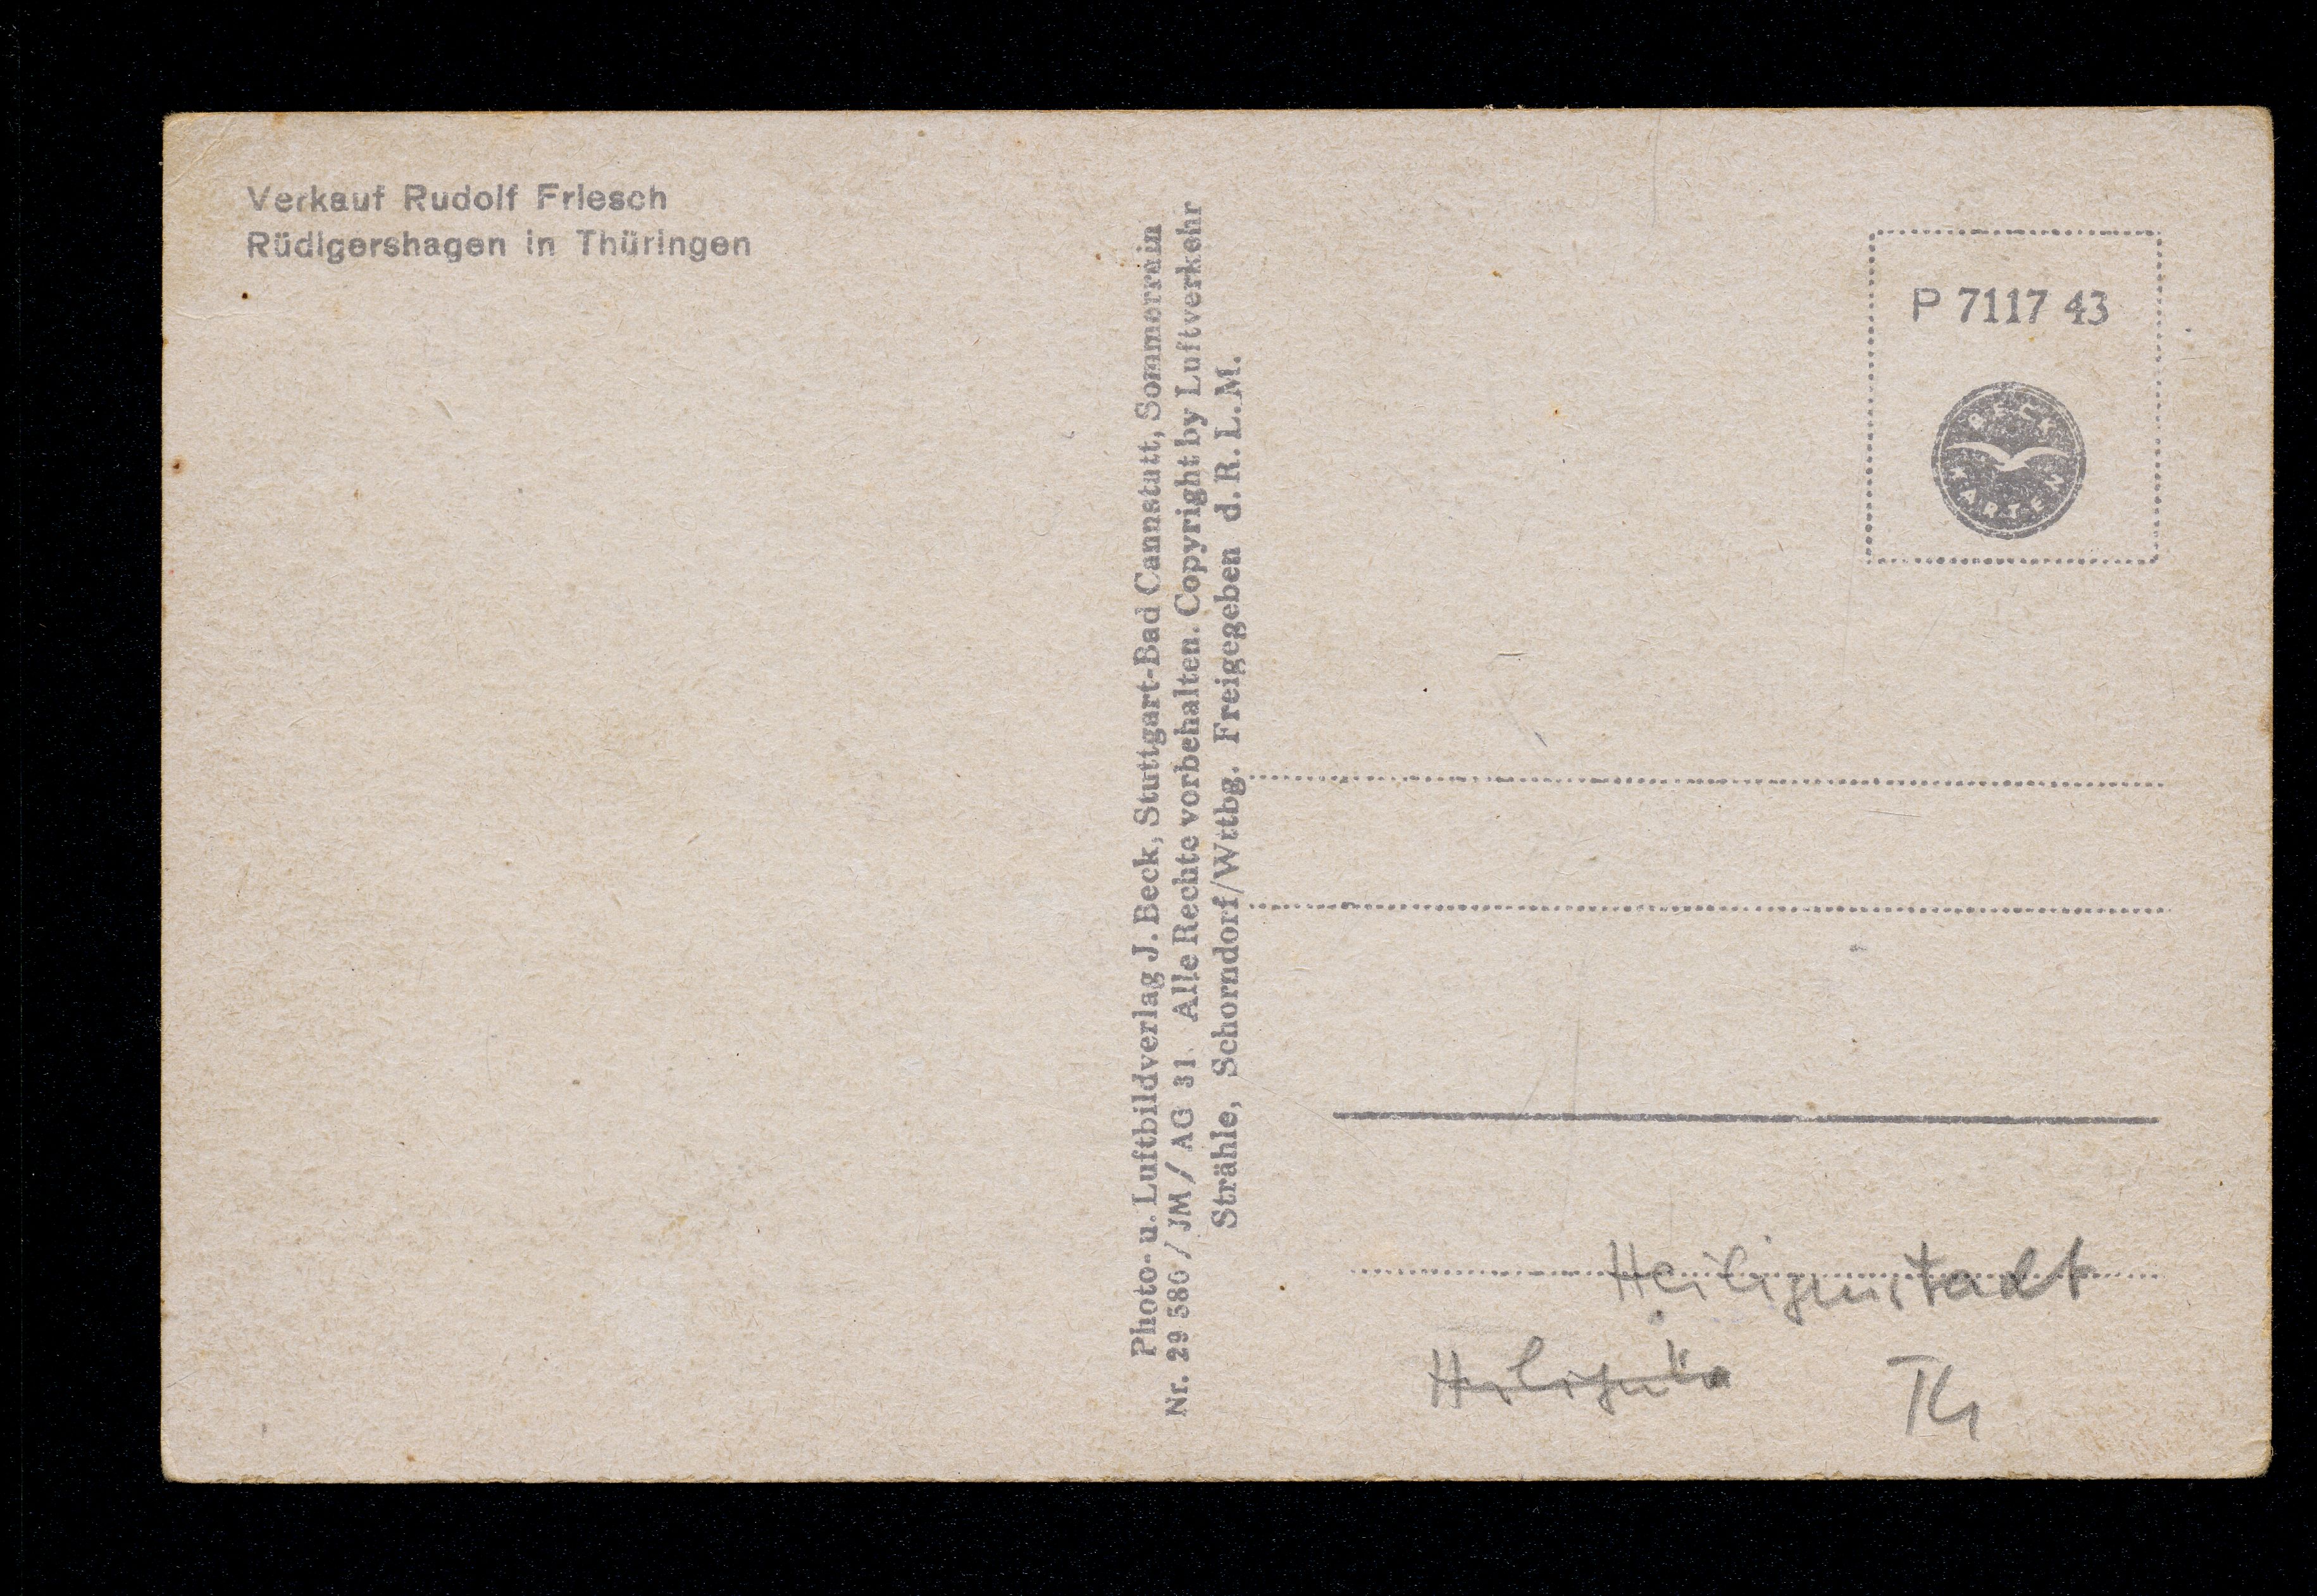 Verkauf Rudolf Friesch
Rüdigershagen in Thüringen
Photo- u. Luftbildverlag J. Beck, Stuttgart-Bad Cannstatt, Sommerrain
Nr. 29 580 / JM / AG 31 Alle Rechte vorbehalten. Copyright by Luftverkehr
Strähle, Schorndorf/Wttbg. Freigegeben d. R. L. M.
P 7117 43
BECK
KARTEN
Heiligenstadt
Th